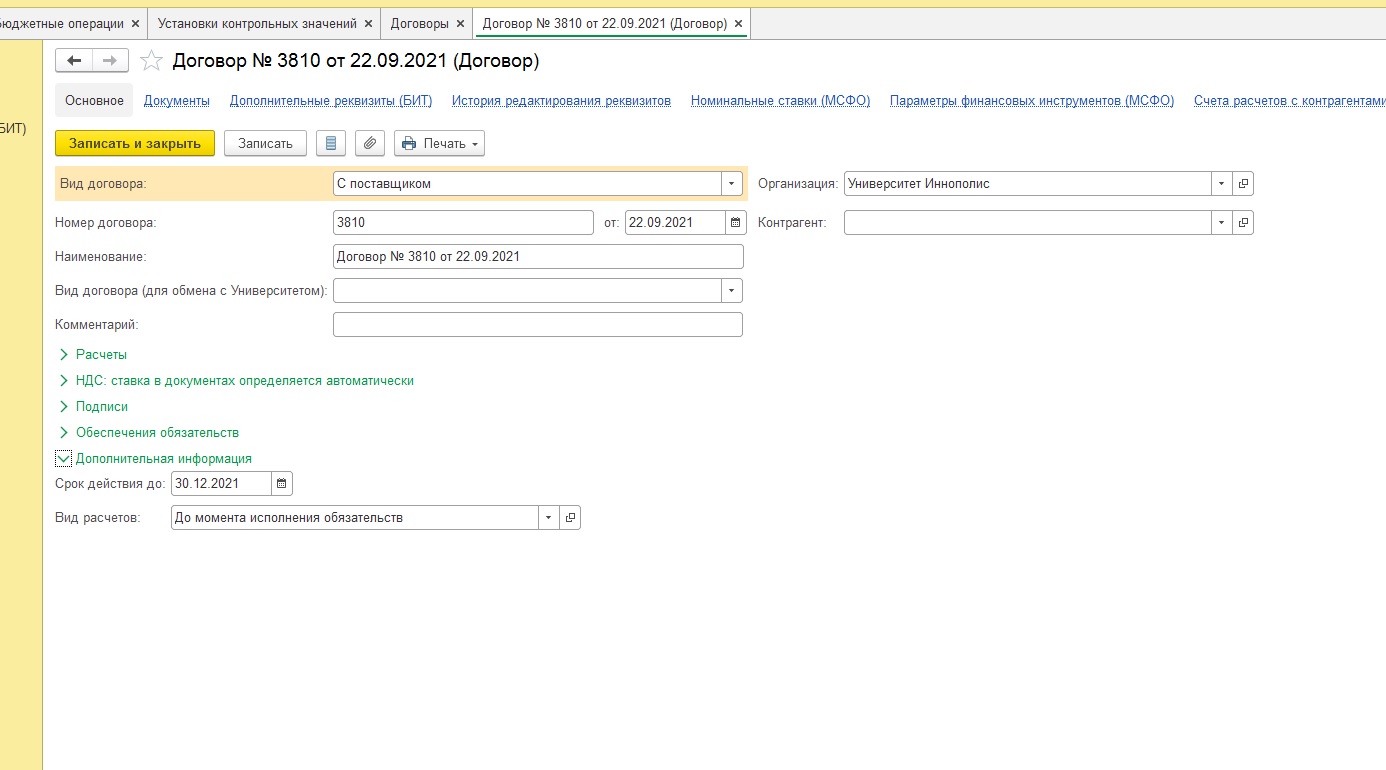 бюджетные операции × Установки контрольных значений × Договоры × Договор № 3810 от 22.09.2021 (Договор) ×
Договор № 3810 от 22.09.2021 (Договор)
Основное Документы Дополнительные реквизиты (БИТ) История редактирования реквизитов Номинальные ставки (МСФО) Параметры финансовых инструментов (МСФО) Счета расчетов с контрагентами
БИТ)
Записать и закрыть Записать Печать
Вид договора: С поставщиком Организация: Университет Иннополис
Номер договора: 3810 от: 22.09.2021 Контрагент:
Наименование: Договор № 3810 от 22.09.2021
Вид договора (для обмена с Университетом):
Комментарий:
Расчеты
НДС: ставка в документах определяется автоматически
Подписи
Обеспечения обязательств
Дополнительная информация
Срок действия до: 30.12.2021
Вид расчетов: До момента исполнения обязательств